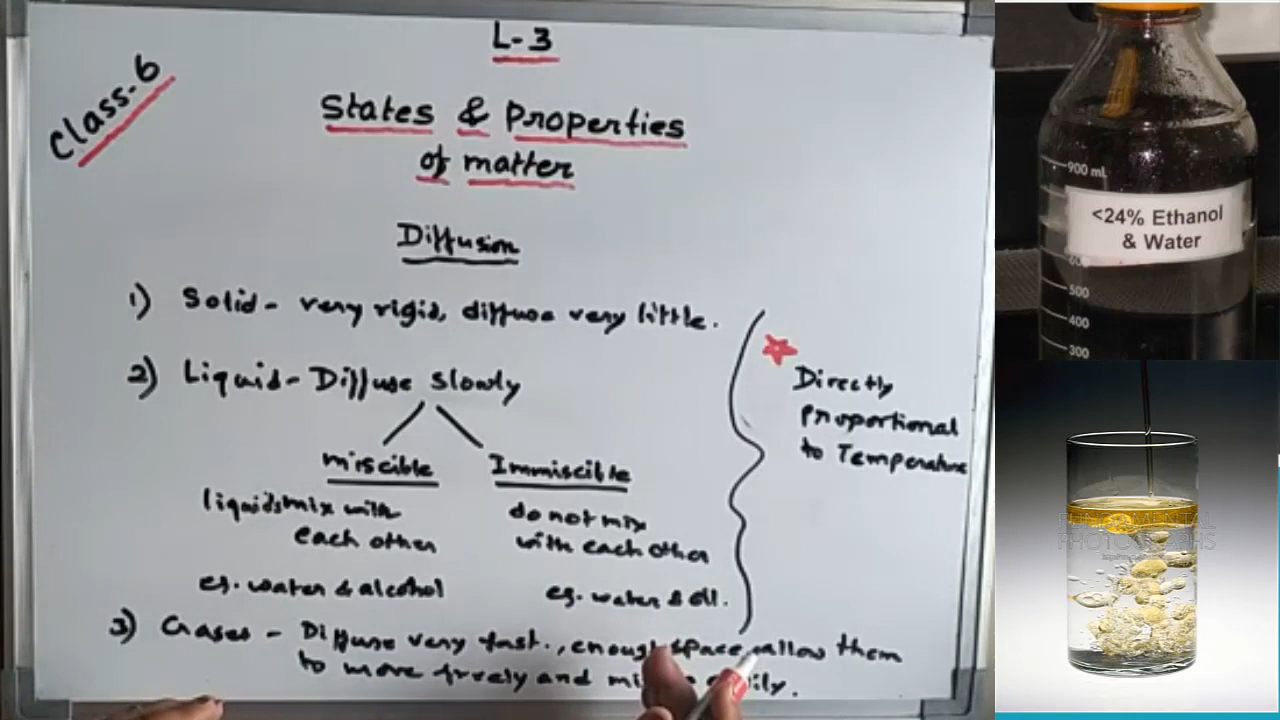 L-3
Class-6
States & Properties
of matter
Diffusion
1) Solid - very rigid, diffuse very little.
2) Liquid - Diffuse slowly
miscible
liquids mix with
each other
eg. water & alcohol
Immiscible
do not mix
with each other
eg. water & oil.
3) Gases - Diffuse very fast., enough space allow them
to move freely and
Directly
Proportional
to Temperature
900 mL
<24% Ethanol
& Water
600
500
400
300
FUNDAMENTAL
PHOTOGRAPHS